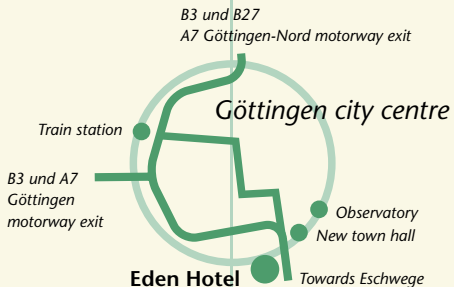 B3 und B27
A7 Göttingen-Nord motorway exit
Göttingen city centre
Train station
B3 und A7
Göttingen
motorway exit
Observatory
New town hall
Eden Hotel
Towards Eschwege